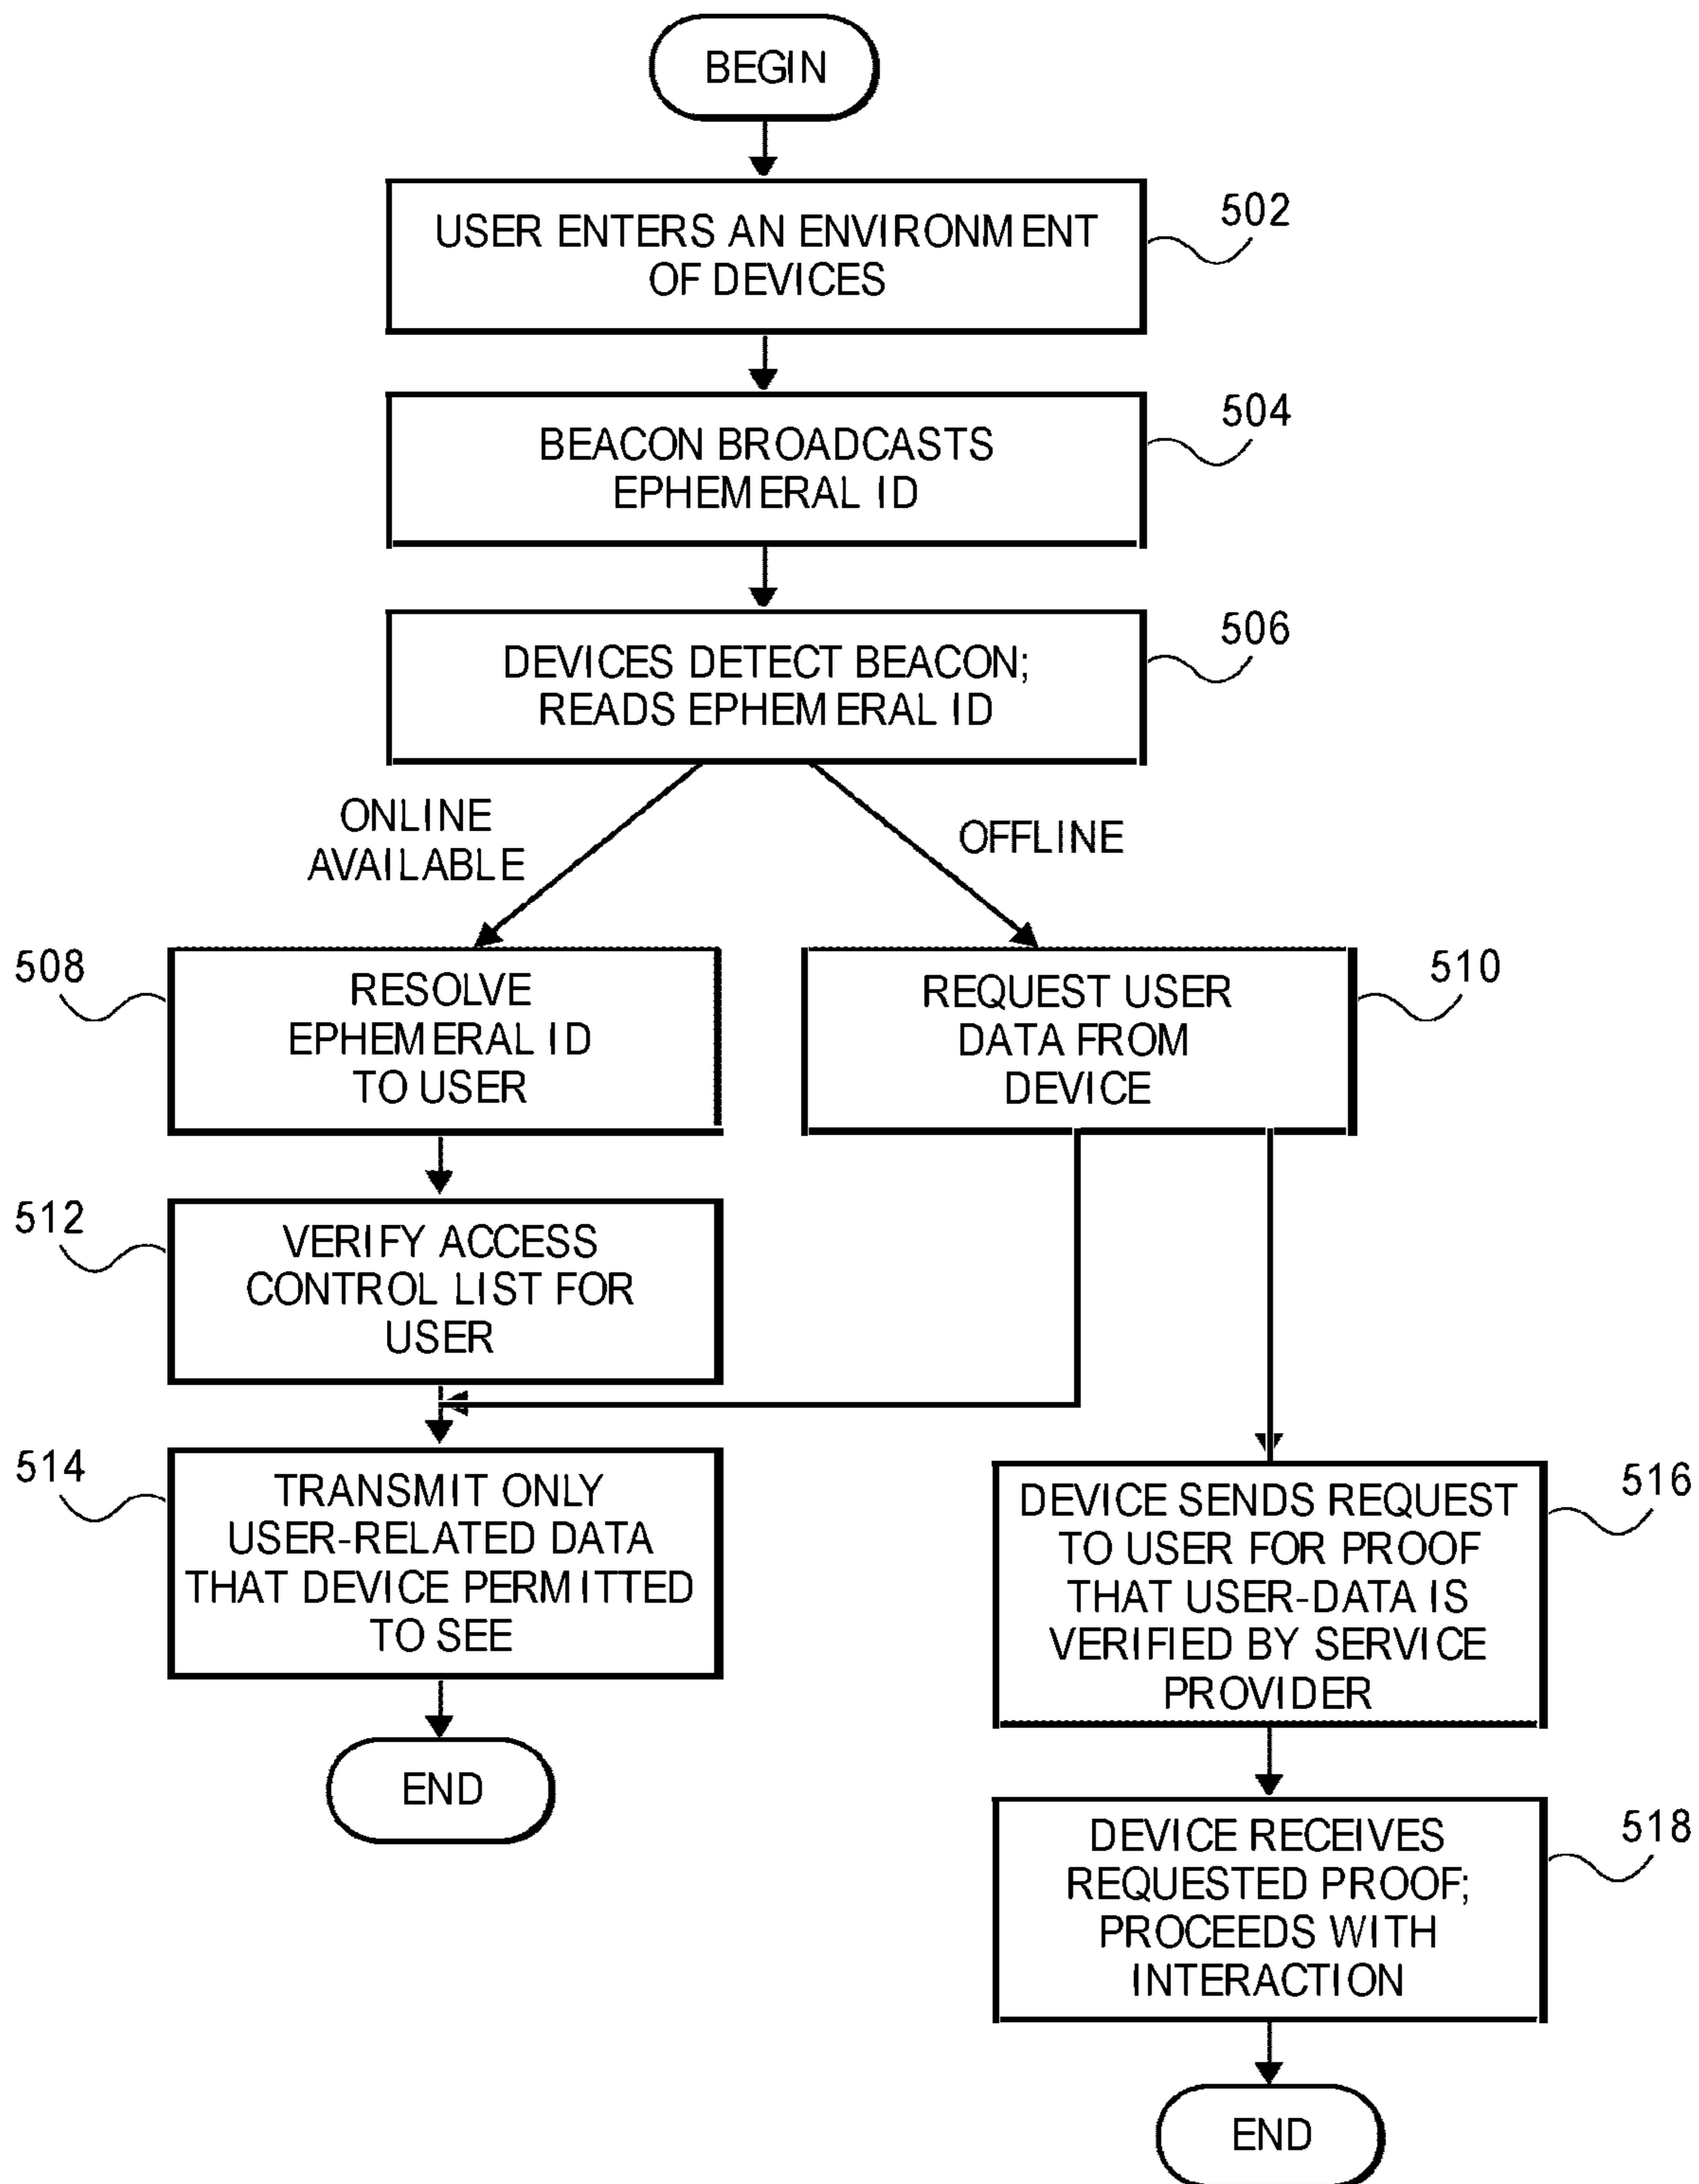 BEGIN
USER ENTERS AN ENVIRONMENT
OF DEVICES
502
BEACON BROADCASTS
EPHEMERAL ID
504
DEVICES DETECT BEACON;
READS EPHEMERAL ID
506
ONLINE
AVAILABLE
OFFLINE
508
RESOLVE
EPHEMERAL ID
TO USER
REQUEST USER
DATA FROM
DEVICE
510
512
VERIFY ACCESS
CONTROL LIST FOR
USER
514
TRANSMIT ONLY
USER-RELATED DATA
THAT DEVICE PERMITTED
TO SEE
DEVICE SENDS REQUEST
TO USER FOR PROOF
THAT USER-DATA IS
VERIFIED BY SERVICE
PROVIDER
516
END
DEVICE RECEIVES
REQUESTED PROOF;
PROCEEDS WITH
INTERACTION
518
END